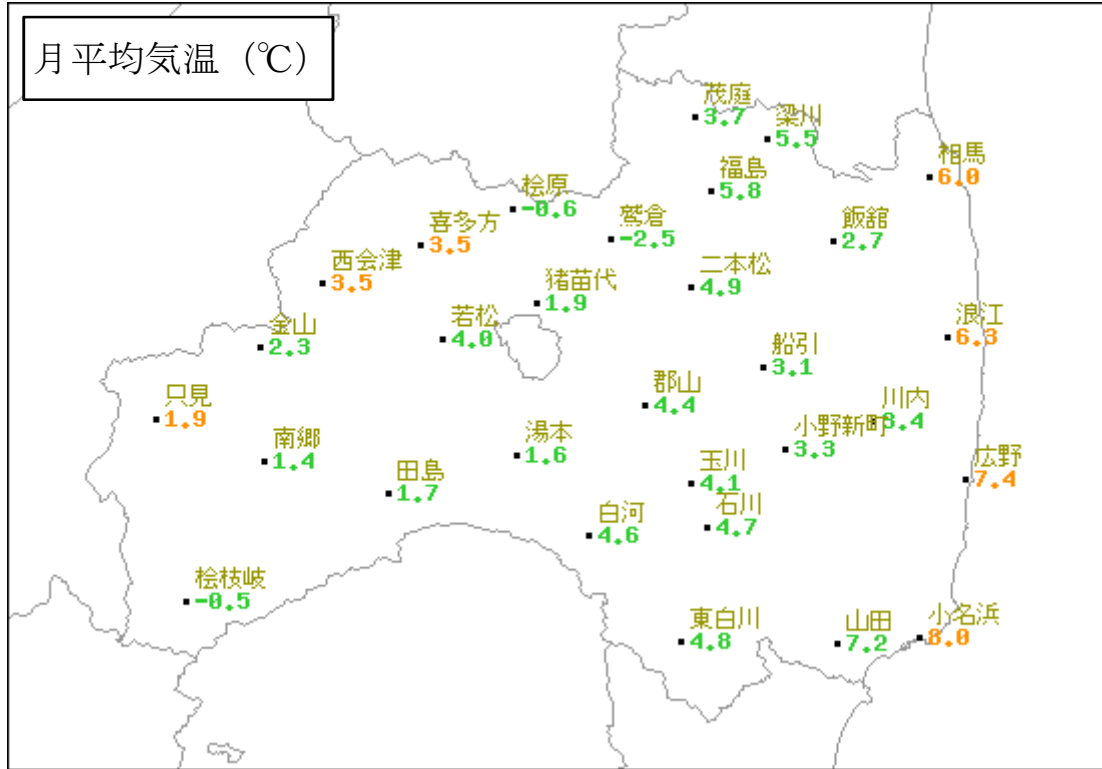 月平均気温（℃）
茂庭
3.7
梁川
5.5
相馬
6.0
福島
5.8
桧原
-0.6
鷲倉
-2.5
喜多方
3.5
飯舘
2.7
西会津
3.5
二本松
4.9
猪苗代
1.9
若松
4.0
金山
2.3
浪江
6.3
船引
3.1
郡山
4.4
只見
1.9
川内
3.4
小野新町
3.3
南郷
1.4
湯本
1.6
田島
1.7
玉川
4.1
広野
7.4
石川
4.7
白河
4.6
桧枝岐
-0.5
東白川
4.8
山田
7.2
小名浜
8.0